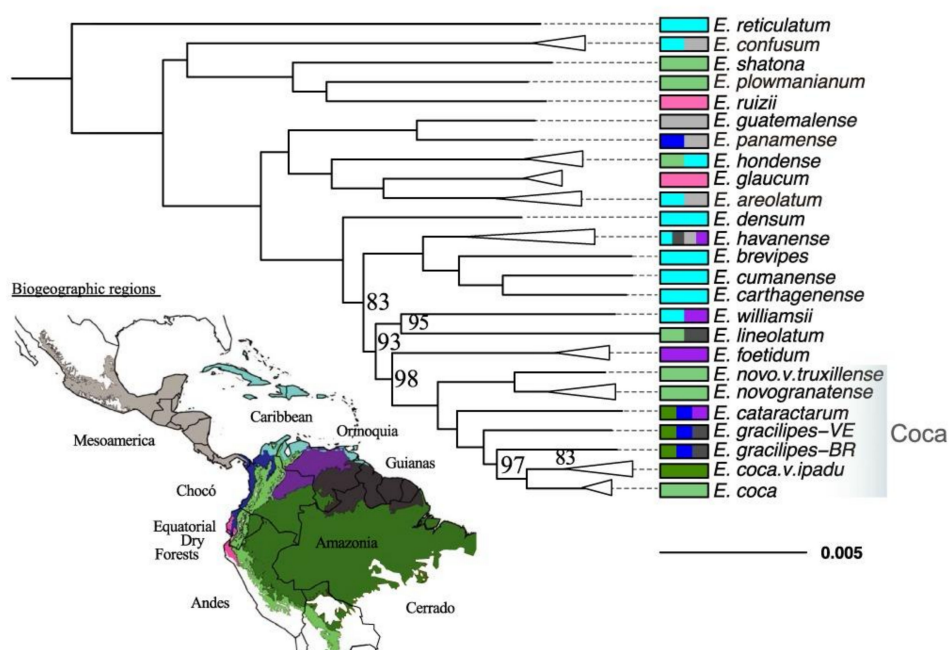 E. reticulatum
E. confusum
E. shatona
E. plowmanianum
E. ruizii
E. guatemalense
E. panamense
E. hondense
E. glaucum
E. areolatum
E. densum
E. havanense
E. brevipes
E. cumanense
E. carthagenense
E. williamsii
E. lineolatum
E. foetidum
E. novo.v.truxillense
E. novogranatense
E. cataractarum
E. gracilipes-VE
E. gracilipes-BR
E. coca.v.ipadu
E. coca
Coca
83
95
93
98
97
83
0.005
Biogeographic regions
Mesoamerica
Caribbean
Orinoquia
Guianas
Chocó
Equatorial
Dry
Forests
Amazonia
Andes
Cerrado